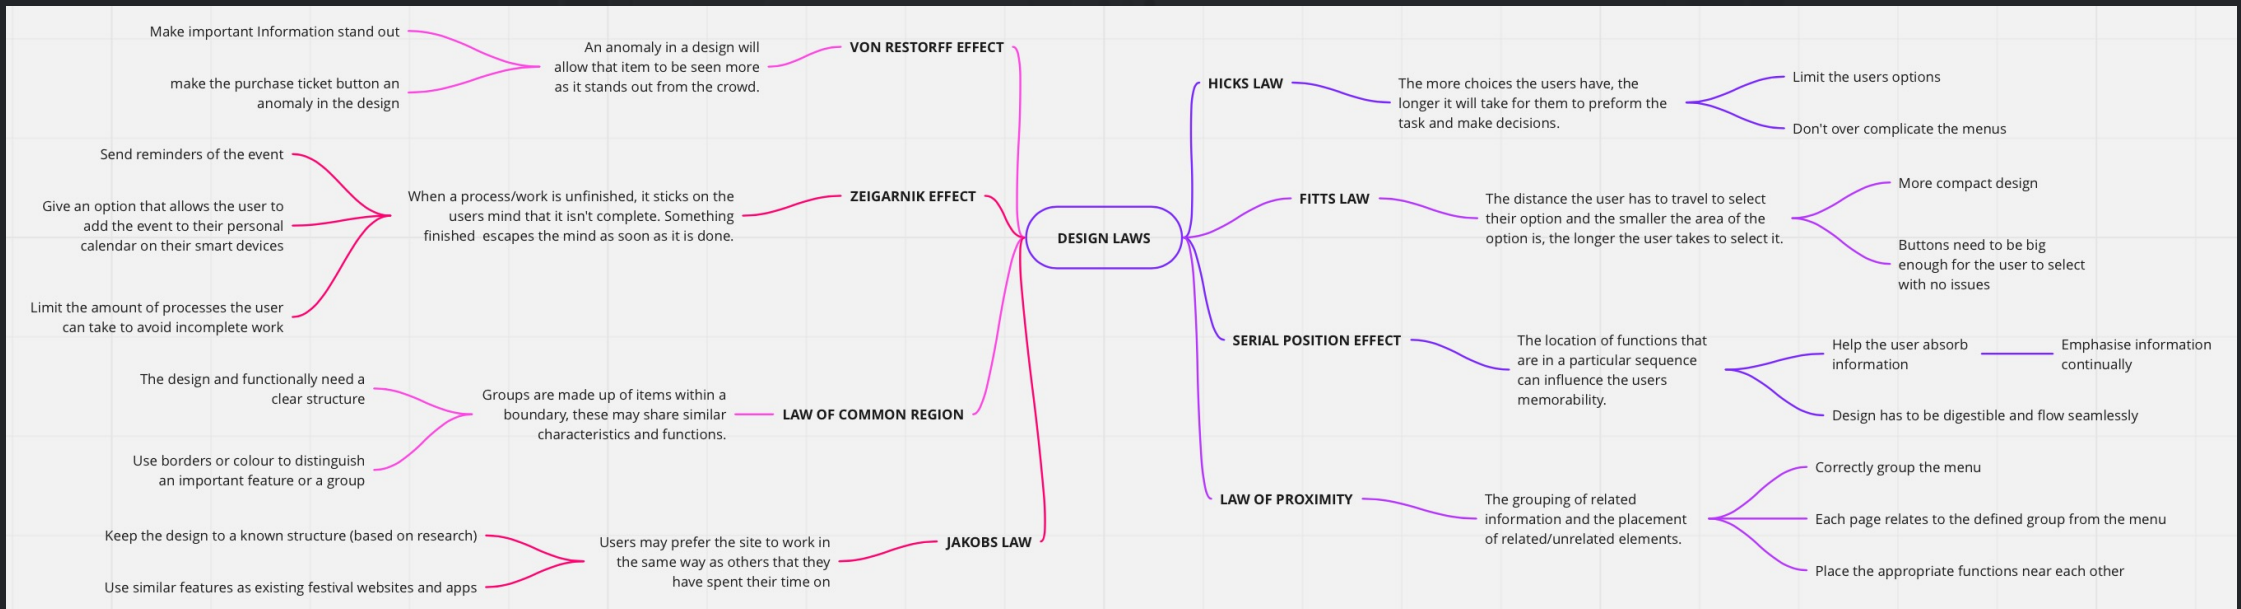 DESIGN LAWS
VON RESTORFF EFFECT
An anomaly in a design will
allow that item to be seen more
as it stands out from the crowd.
Make important Information stand out
make the purchase ticket button an
anomaly in the design
ZEIGARNIK EFFECT
When a process/work is unfinished, it sticks on the
users mind that it isn't complete. Something
finished escapes the mind as soon as it is done.
Send reminders of the event
Give an option that allows the user to
add the event to their personal
calendar on their smart devices
Limit the amount of processes the user
can take to avoid incomplete work
LAW OF COMMON REGION
Groups are made up of items within a
boundary, these may share similar
characteristics and functions.
The design and functionally need a
clear structure
Use borders or colour to distinguish
an important feature or a group
JAKOBS LAW
Users may prefer the site to work in
the same way as others that they
have spent their time on
Keep the design to a known structure (based on research)
Use similar features as existing festival websites and apps
HICKS LAW
The more choices the users have, the
longer it will take for them to preform the
task and make decisions.
Limit the users options
Don't over complicate the menus
FITTS LAW
The distance the user has to travel to select
their option and the smaller the area of the
option is, the longer the user takes to select it.
More compact design
Buttons need to be big
enough for the user to select
with no issues
SERIAL POSITION EFFECT
The location of functions that
are in a particular sequence
can influence the users
memorability.
Help the user absorb
information
Emphasise information
continually
Design has to be digestible and flow seamlessly
LAW OF PROXIMITY
The grouping of related
information and the placement
of related/unrelated elements.
Correctly group the menu
Each page relates to the defined group from the menu
Place the appropriate functions near each other